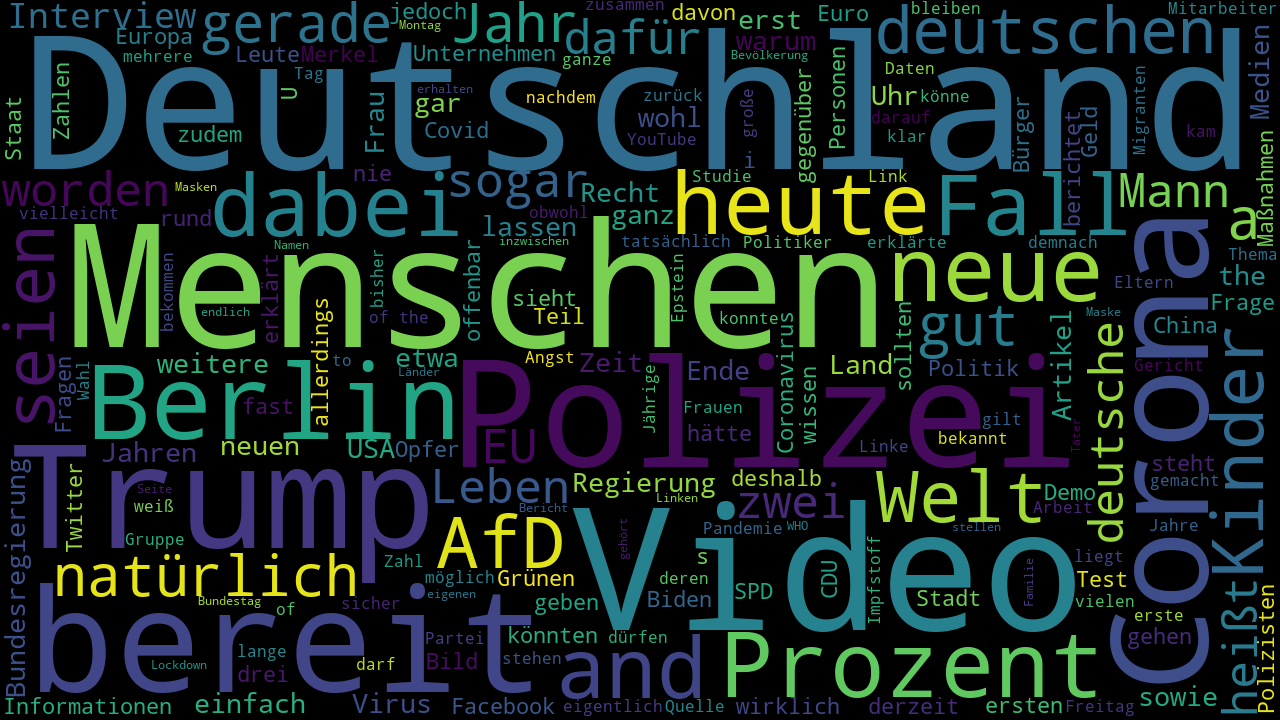 Interview
gerade
jedoch
Jahr
zusammen
dafür
davon
erst
Euro
bleiben
Mitarbeiter
Europa
mehrere
Leute
Merkel
Montag
Unternehmen
ganze
warum
Bevölkerung
deutschen
Medien
Deutschland
Staat
Zahlen
zudem
Tag
U
Frau
gar
erhalten
Covid
nachdem
zurück
wohl
YouTube
große
i
gegenüber
Personen
Daten
Uhr
könne
darauf
klar
Bürger
berichtet
Geld
Migranten
kam
worden
Masken
vielleicht
rund
dabei
nie
sogar
lassen
obwohl
Recht
ganz
Studie
heute
Link
Fall
Mann
a
Maßnahmen
seien
Menschen
Namen
bekommen
endlich
erklärt
bisher
of the
offenbar
inzwischen
sieht
Teil
tatsächlich
Politiker
Epstein
konnte
erklärte
demnach
neue
Eltern
Thema
the
Frage
Corona
Kinder
Fragen
Wahl
weitere
Berlin
fast
allerdings
to
etwa
Länder
Angst
Zeit
Polizei
Jährige
Ende
Frauen
hätte
Coronavirus
wissen
Land
sollten
gut
Politik
gilt
Linke
bekannt
Artikel
deutsche
Maske
China
Gericht
Täter
Jahren
neuen
USA
Opfer
EU
Bundesregierung
Trump
Seite
weiß
Twitter
Gruppe
Leben
Bericht
Regierung
Linken
deshalb
zwei
Pandemie
WHO
Welt
stellen
Demo
Arbeit
steht
gemacht
Jahre
heißt
natürlich
Zahl
AfD
möglich
Grünen
eigenen
gehört
Video
s
deren
Biden
SPD
CDU
Impfstoff
Stadt
Familie
liegt
Test
vielen
erste
gehen
Polizisten
bereit
Bundestag
of
sicher
geben
könnten
dürfen
Partei
Bild
stehen
Lockdown
lange
drei
darf
and
Prozent
sowie
Informationen
einfach
Virus
Facebook
eigentlich
Quelle
wirklich
derzeit
ersten
Freitag